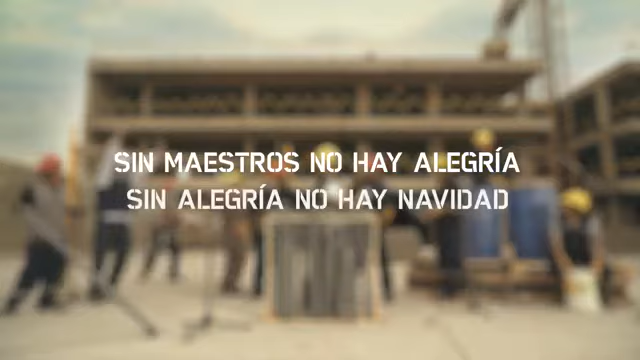 SIN MAESTROS NO HAY ALEGRÍA
SIN ALEGRÍA NO HAY NAVIDAD